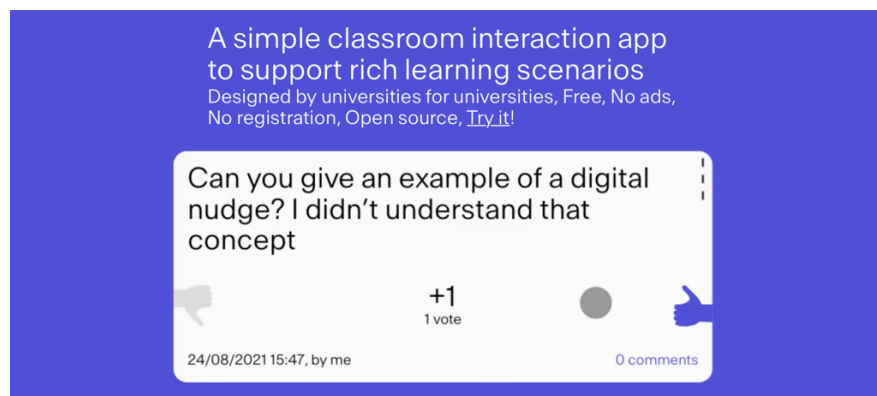 A simple classroom interaction app
to support rich learning scenarios
Designed by universities for universities, Free, No ads,
No registration, Open source, Try it!
Can you give an example of a digital
nudge? I didn’t understand that
concept
+1
1 vote
24/08/2021 15:47, by me
0 comments